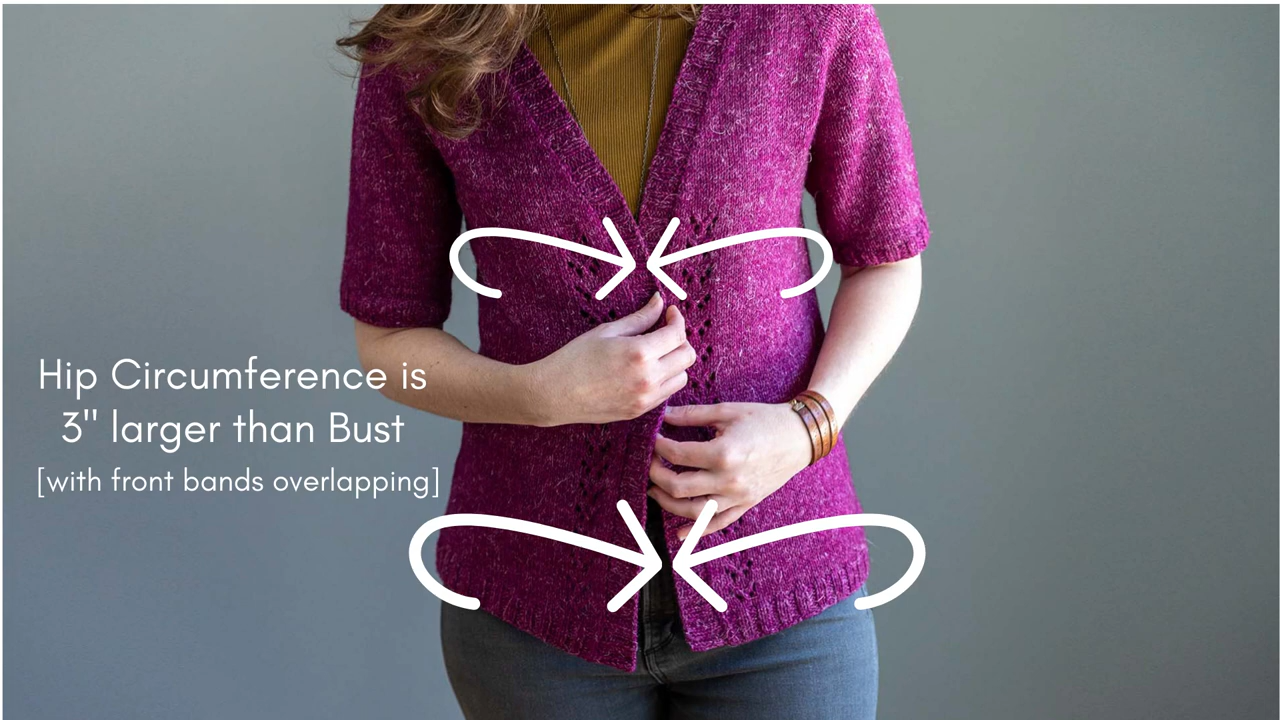 Hip Circumference is
3" larger than Bust
[with front bands overlapping]